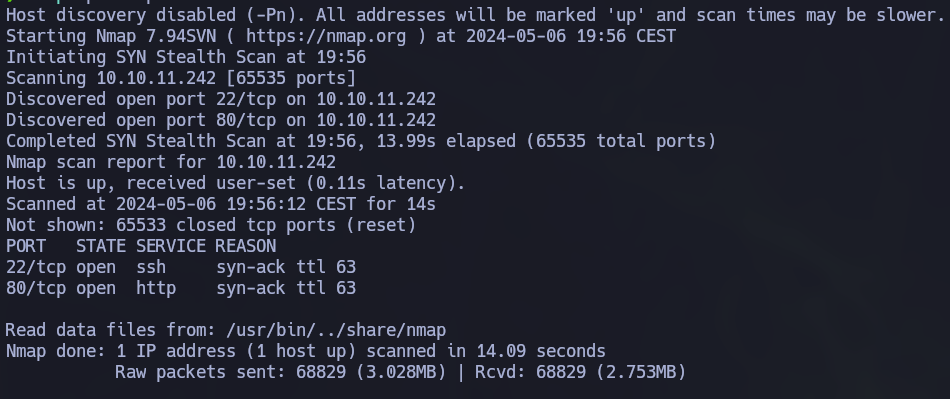 Host discovery disabled (-Pn). All addresses will be marked 'up' and scan times may be slower.
Starting Nmap 7.94SVN ( https://nmap.org ) at 2024-05-06 19:56 CEST
Initiating SYN Stealth Scan at 19:56
Scanning 10.10.11.242 [65535 ports]
Discovered open port 22/tcp on 10.10.11.242
Discovered open port 80/tcp on 10.10.11.242
Completed SYN Stealth Scan at 19:56, 13.99s elapsed (65535 total ports)
Nmap scan report for 10.10.11.242
Host is up, received user-set (0.11s latency).
Scanned at 2024-05-06 19:56:12 CEST for 14s
Not shown: 65533 closed tcp ports (reset)
PORT   STATE SERVICE REASON
22/tcp open  ssh     syn-ack ttl 63
80/tcp open  http    syn-ack ttl 63
Read data files from: /usr/bin/../share/nmap
Nmap done: 1 IP address (1 host up) scanned in 14.09 seconds
           Raw packets sent: 68829 (3.028MB) | Rcvd: 68829 (2.753MB)